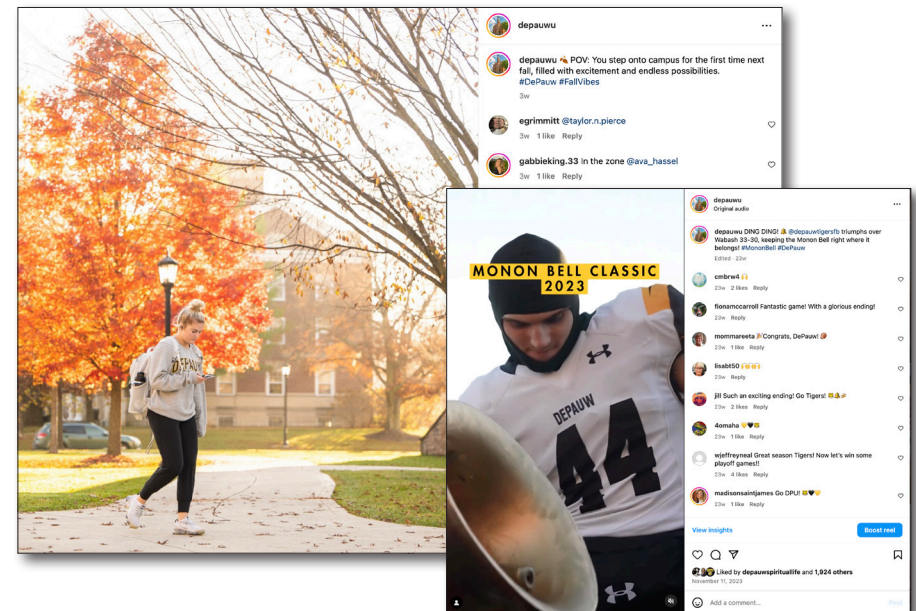 depauwu
depauwu 🍂 POV: You step onto campus for the first time next
fall, filled with excitement and endless possibilities.
#DePauw #FallVibes
3w
egrimmitt @taylor.n.pierce
3w 1 like Reply
gabbieking.33 In the zone @ava_hassel
3w 1 like Reply
DEPAUW
MONON BELL CLASSIC
2023
DEPAUW
44
depauwu
Original audio
depauwu DING DING! 🔔 @depauwtigersfb triumphs over
Wabash 33-30, keeping the Monon Bell right where it
belongs! #MononBell #DePauw
Edited · 23w
cmbrw4 🙌
23w 2 likes Reply
fionamccarroll Fantastic game! With a glorious ending!
23w Reply
mommareeta 🎉Congrats, DePauw! 🏈
23w 1 like Reply
lisabt50 🙌🙌🙌
23w Reply
jill Such an exciting ending! Go Tigers! 🐯🔔🎉
23w 2 likes Reply
4omaha 💛🖤🐯
23w 1 like Reply
wjeffreyneal Great season Tigers! Now let's win some
playoff games!!
23w 4 likes Reply
madisonsaintjames Go DPU! 🐯🖤💛
23w 1 like Reply
View insights
Boost reel
Liked by depauwspirituallife and 1,924 others
November 11, 2023
Add a comment...
Post